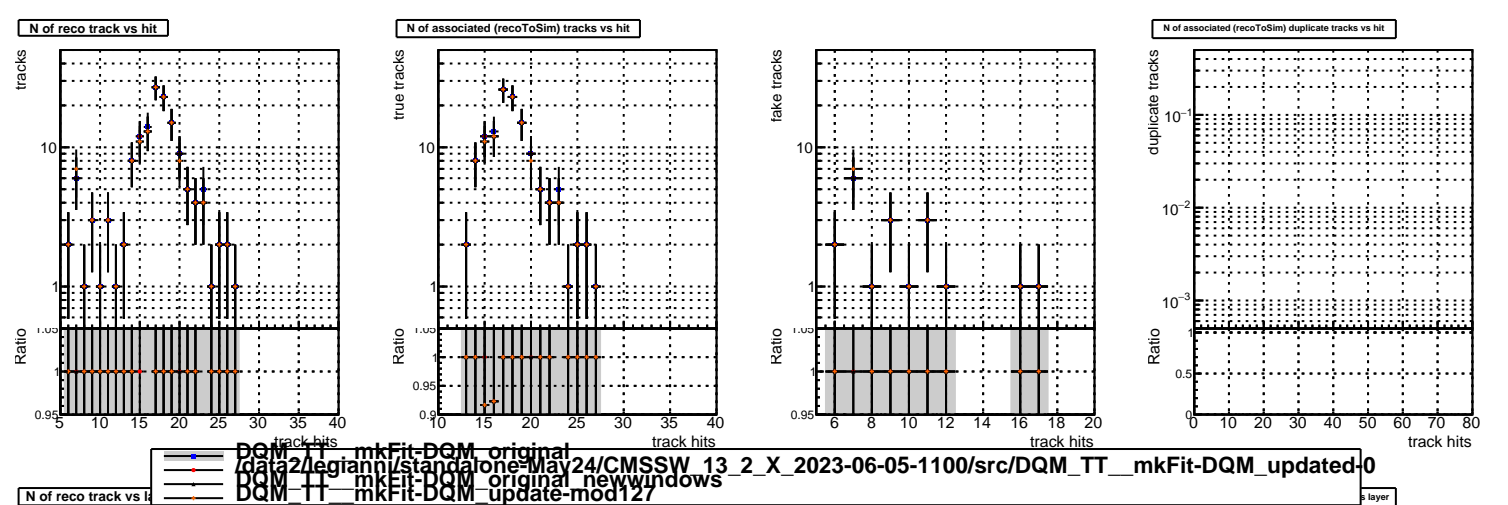 N of reco track vs hit
N of associated (recoToSim) tracks vs hit
N of associated (recoToSim) duplicate tracks vs hit
tracks
10
1
Ratio
1.05
1
0.95
5 10 15 20 25 30 35 40
track hits
true tracks
10
1
Ratio
1.05
1
0.95
0.9
10 15 20 25 30 35 40
track hits
fake tracks
10
1
Ratio
1.05
1
0.95
6 8 10 12 14 16 18 20
track hits
duplicate tracks
10⁻¹
10⁻²
10⁻³
Ratio
1
0.5
0
0 10 20 30 40 50 60 70 80
track hits
DQM_TT__mkFit-DQM_original
/data2/legianni/standalone-May24/CMSSW_13_2_X_2023-06-05-1100/src/DQM_TT__mkFit-DQM_updated-0
DQM_TT__mkFit-DQM_original_newwindows
DQM_TT__mkFit-DQM_update-mod127
N of reco track vs la
s layer